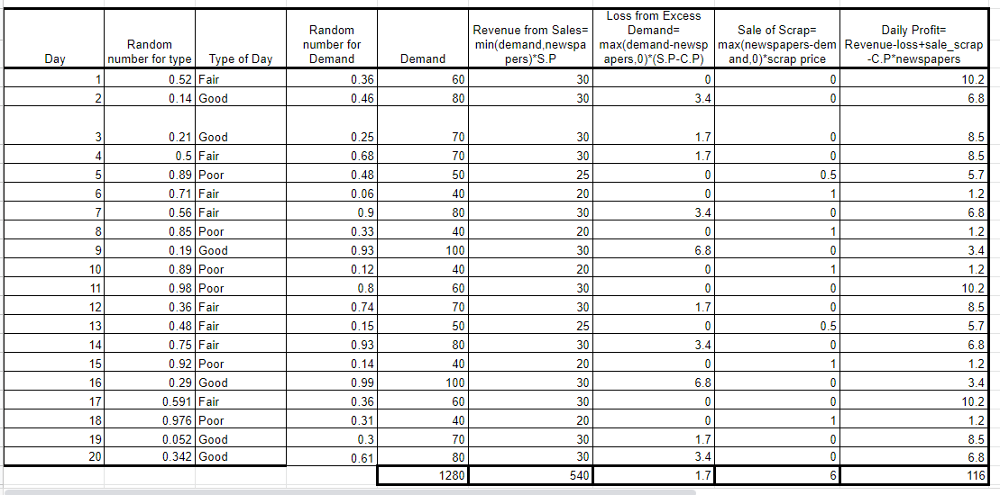 Day | Random number for type | Type of Day | Random number for Demand | Demand | Revenue from Sales= min(demand,newspapers)*S.P | Loss from Excess Demand= max(demand-newspapers,0)*(S.P-C.P) | Sale of Scrap= max(newspapers-demand,0)*scrap price | Daily Profit= Revenue-loss+sale_scrap-C.P*newspapers
1 | 0.52 | Fair | 0.36 | 60 | 30 | 0 | 0 | 10.2
2 | 0.14 | Good | 0.46 | 80 | 30 | 3.4 | 0 | 6.8
3 | 0.21 | Good | 0.25 | 70 | 30 | 1.7 | 0 | 8.5
4 | 0.5 | Fair | 0.68 | 70 | 30 | 1.7 | 0 | 8.5
5 | 0.89 | Poor | 0.48 | 50 | 25 | 0 | 0.5 | 5.7
6 | 0.71 | Fair | 0.06 | 40 | 20 | 0 | 1 | 1.2
7 | 0.56 | Fair | 0.9 | 80 | 30 | 3.4 | 0 | 6.8
8 | 0.85 | Poor | 0.33 | 40 | 20 | 0 | 1 | 1.2
9 | 0.19 | Good | 0.93 | 100 | 30 | 6.8 | 0 | 3.4
10 | 0.89 | Poor | 0.12 | 40 | 20 | 0 | 1 | 1.2
11 | 0.98 | Poor | 0.8 | 60 | 30 | 0 | 0 | 10.2
12 | 0.36 | Fair | 0.74 | 70 | 30 | 1.7 | 0 | 8.5
13 | 0.48 | Fair | 0.15 | 50 | 25 | 0 | 0.5 | 5.7
14 | 0.75 | Fair | 0.93 | 80 | 30 | 3.4 | 0 | 6.8
15 | 0.92 | Poor | 0.14 | 40 | 20 | 0 | 1 | 1.2
16 | 0.29 | Good | 0.99 | 100 | 30 | 6.8 | 0 | 3.4
17 | 0.591 | Fair | 0.36 | 60 | 30 | 0 | 0 | 10.2
18 | 0.976 | Poor | 0.31 | 40 | 20 | 0 | 1 | 1.2
19 | 0.052 | Good | 0.3 | 70 | 30 | 1.7 | 0 | 8.5
20 | 0.342 | Good | 0.61 | 80 | 30 | 3.4 | 0 | 6.8
1280 | 540 | 1.7 | 6 | 116